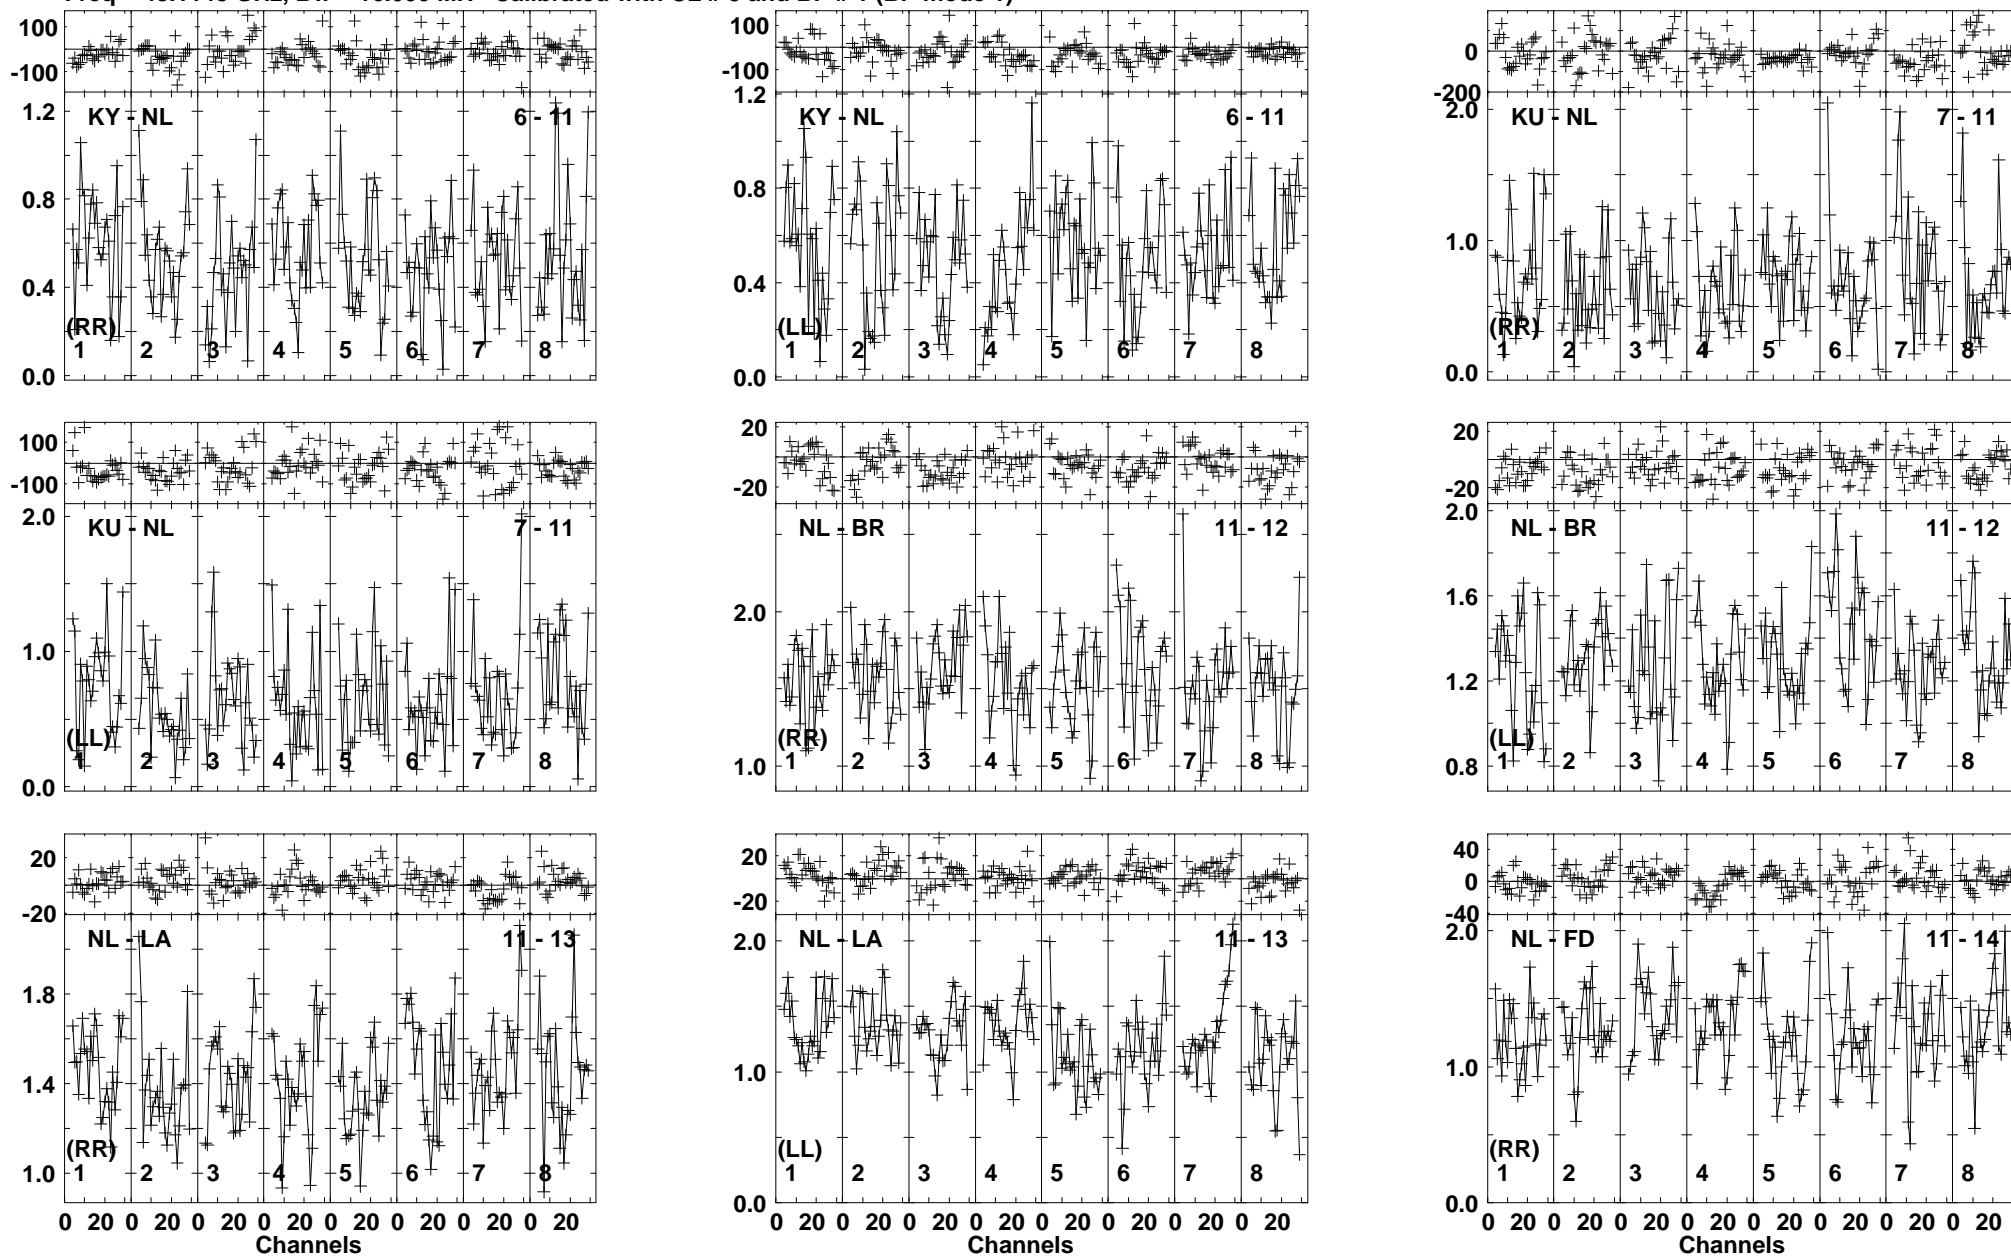 100 100 0
-100 -100 -200
1.2 KY - NL 6 - 11 1.2 KY - NL 6 - 11 2.0 KU - NL 7 - 11
0.8 0.8 1.0
0.4 0.4
(RR) (LL) (RR)
1 2 3 4 5 6 7 8 1 2 3 4 5 6 7 8 1 2 3 4 5 6 7 8
0.0 0.0 0.0
100 20 20
-100 -20 -20
2.0 KU - NL 7 - 11 NL - BR 11 - 12 2.0 NL - BR 11 - 12
2.0 1.6
1.0 1.2
(LL) (RR) (LL)
1 2 3 4 5 6 7 8 1.0 1 2 3 4 5 6 7 8 0.8 1 2 3 4 5 6 7 8
0.0
20 20 40
-20 -20 0
-40
NL - LA 11 - 13 2.0 NL - LA 11 - 13 2.0 NL - FD 11 - 14
1.8
1.4 1.0 1.0
(RR) (LL) (RR)
1.0 1 2 3 4 5 6 7 8 1 2 3 4 5 6 7 8 1 2 3 4 5 6 7 8
0.0 0.0
0 20 0 20 0 20 0 20 0 20 0 20 0 20 0 20 0 20 0 20 0 20 0 20 0 20 0 20 0 20 0 20 0 20 0 20 0 20 0 20 0 20 0 20 0 20 0 20
Channels Channels Channels